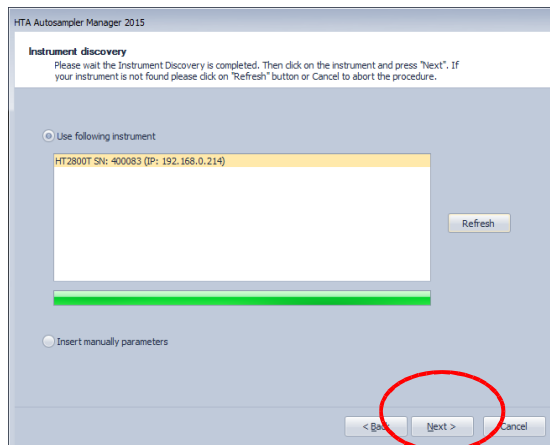 HTA Autosampler Manager 2015
Instrument discovery
Please wait the Instrument Discovery is completed. Then click on the instrument and press "Next". If
your instrument is not found please click on "Refresh" button or Cancel to abort the procedure.
Use following instrument
HT2800T SN: 400083 (IP: 192.168.0.214)
Refresh
Insert manually parameters
< Back Next > Cancel